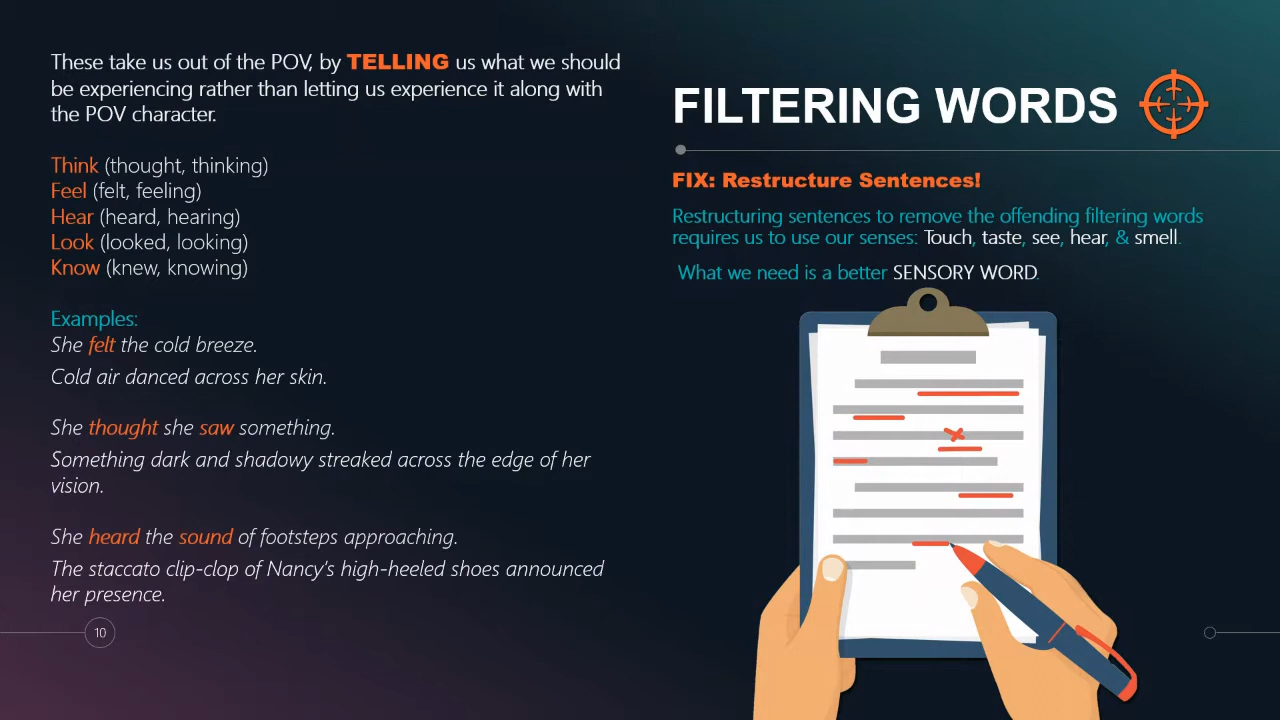 These take us out of the POV, by TELLING us what we should
be experiencing rather than letting us experience it along with
the POV character.
Think (thought, thinking)
Feel (felt, feeling)
Hear (heard, hearing)
Look (looked, looking)
Know (knew, knowing)
Examples:
She felt the cold breeze.
Cold air danced across her skin.
She thought she saw something.
Something dark and shadowy streaked across the edge of her
vision.
She heard the sound of footsteps approaching.
The staccato clip-clop of Nancy's high-heeled shoes announced
her presence.
10
FILTERING WORDS
FIX: Restructure Sentences!
Restructuring sentences to remove the offending filtering words
requires us to use our senses: Touch, taste, see, hear, & smell.
What we need is a better SENSORY WORD.